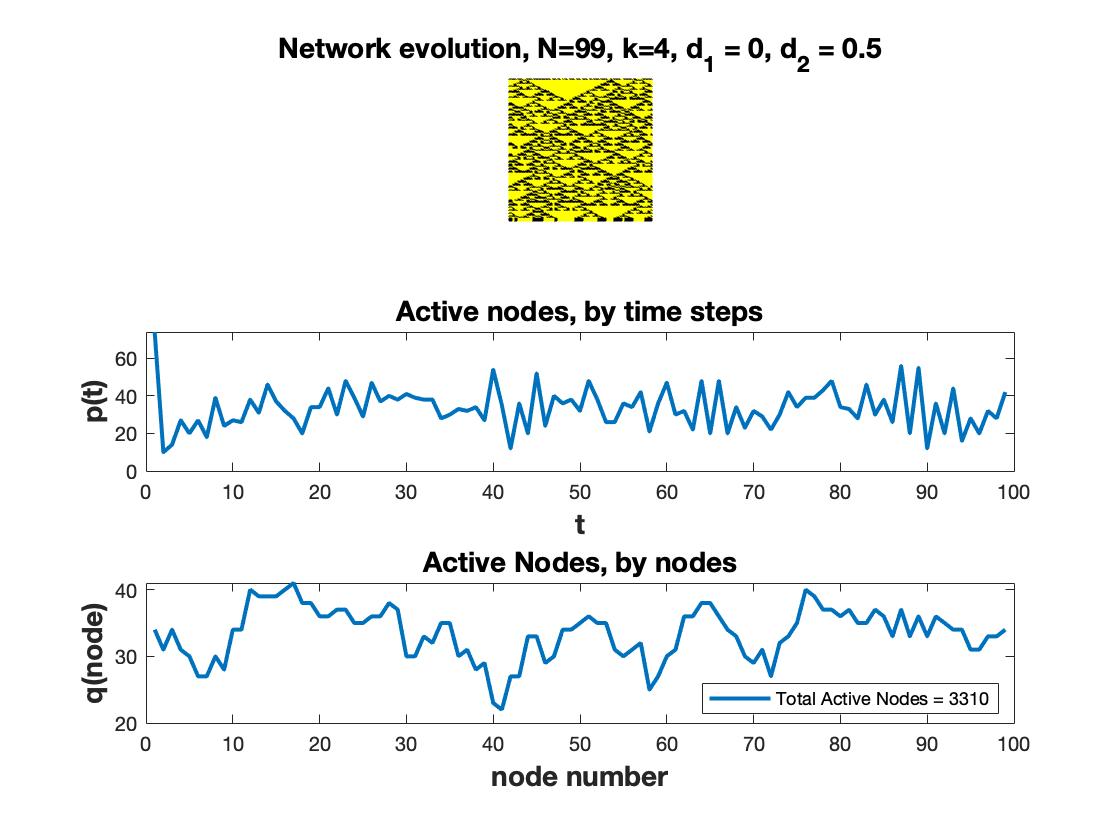 Network evolution, N=99, k=4, d1 = 0, d2 = 0.5
Active nodes, by time steps
p(t)
60
40
20
0
0 10 20 30 40 50 60 70 80 90 100
t
Active Nodes, by nodes
q(node)
40
30
20
Total Active Nodes = 3310
0 10 20 30 40 50 60 70 80 90 100
node number